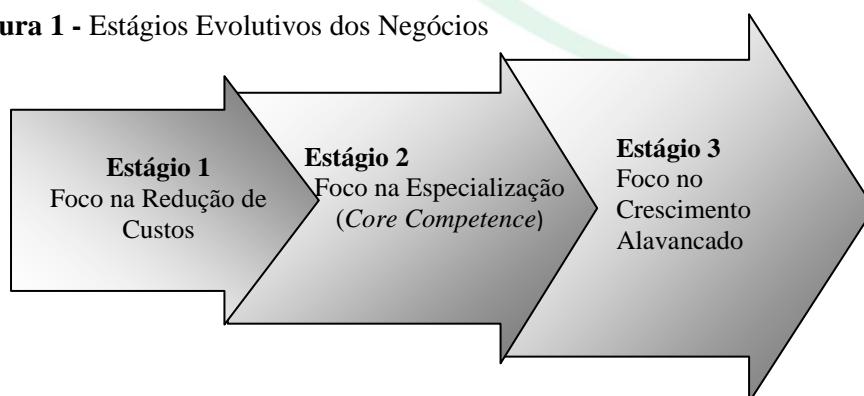 ura 1 - Estágios Evolutivos dos Negócios
Estágio 1
Foco na Redução de
Custos
Estágio 2
Foco na Especialização
(Core Competence)
Estágio 3
Foco no
Crescimento
Alavancado